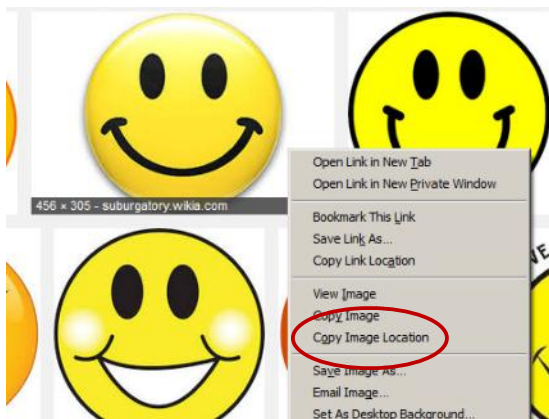 Open Link in New Tab
Open Link in New Private Window
456 × 305 - suburgatory.wikia.com
Bookmark This Link
Save Link As...
Copy Link Location
View Image
Copy Image
Copy Image Location
Save Image As...
Email Image...
Set As Desktop Background...